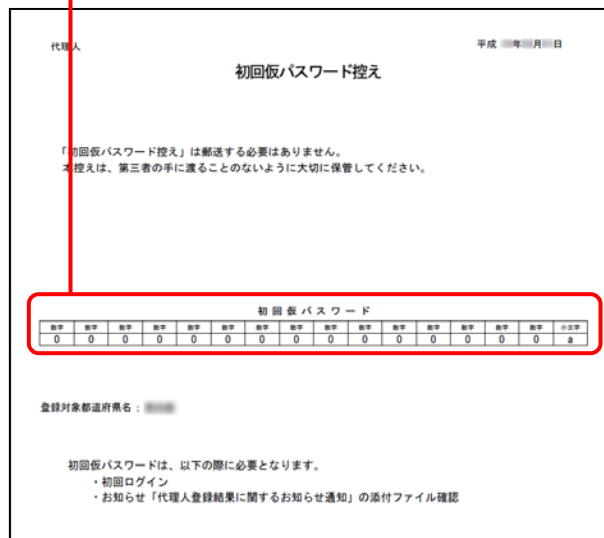 代理人
平成 年 月 日
初回仮パスワード控え
「初回仮パスワード控え」は郵送する必要はありません。
本控えは、第三者の手に渡ることのないように大切に保管してください。
初回仮パスワード
数字 数字 数字 数字 数字 数字 数字 数字 数字 数字 数字 数字 数字 数字 数字 小文字
0 0 0 0 0 0 0 0 0 0 0 0 0 0 0 a
登録対象都道府県名：
初回仮パスワードは、以下の際に必要となります。
・初回ログイン
・お知らせ「代理人登録結果に関するお知らせ通知」の添付ファイル確認